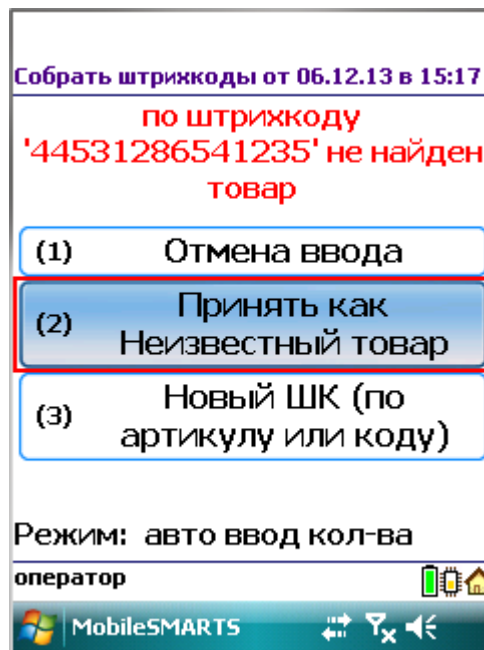 Собрать штрихкоды от 06.12.13 в 15:17
по штрихкоду
'44531286541235' не найден
товар
(1) Отмена ввода
(2) Принять как
Неизвестный товар
(3) Новый ШК (по
артикулу или коду)
Режим: авто ввод кол-ва
оператор
MobileSMARTS